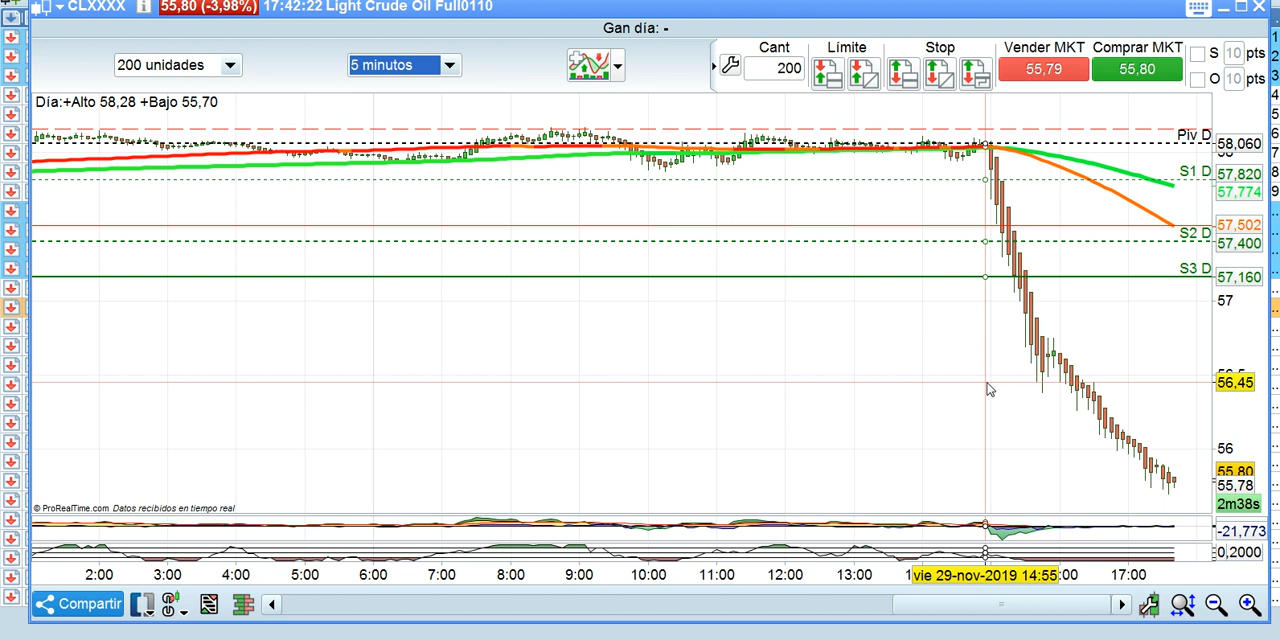 CLXXXX 55,80 (-3,98%) 17:42:22 Light Crude Oil Full0110
Gan día: -
200 unidades 5 minutos Cant 200 Límite Stop Vender MKT 55,79 Comprar MKT 55,80 S 10 pts
O 10 pts
Día:+Alto 58,28 +Bajo 55,70
Piv D 58,060
S1 D 57,820
57,774
57,502
S2 D 57,400
S3 D 57,160
57
56,45
56
55,80
55,78
2m38s
© ProRealTime.com Datos recibidos en tiempo real
-21,773
0,2000
2:00 3:00 4:00 5:00 6:00 7:00 8:00 9:00 10:00 11:00 12:00 13:00 vie 29-nov-2019 14:55 :00 17:00
Compartir